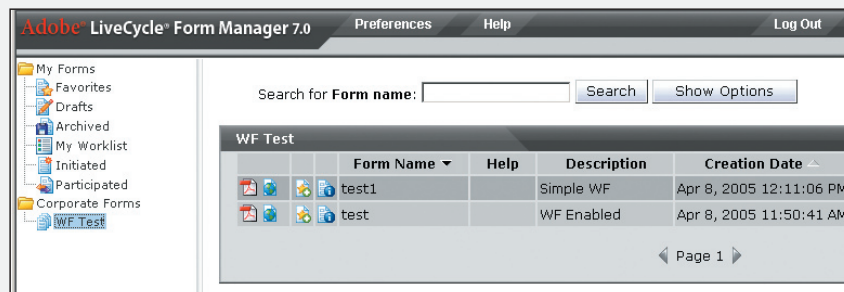 Adobe® LiveCycle® Form Manager 7.0 Preferences Help Log Out
My Forms
Favorites
Drafts
Archived
My Worklist
Initiated
Participated
Corporate Forms
WF Test
Search for Form name: Search Show Options
WF Test
Form Name Help Description Creation Date
test1 Simple WF Apr 8, 2005 12:11:06 PM
test WF Enabled Apr 8, 2005 11:50:41 AM
Page 1